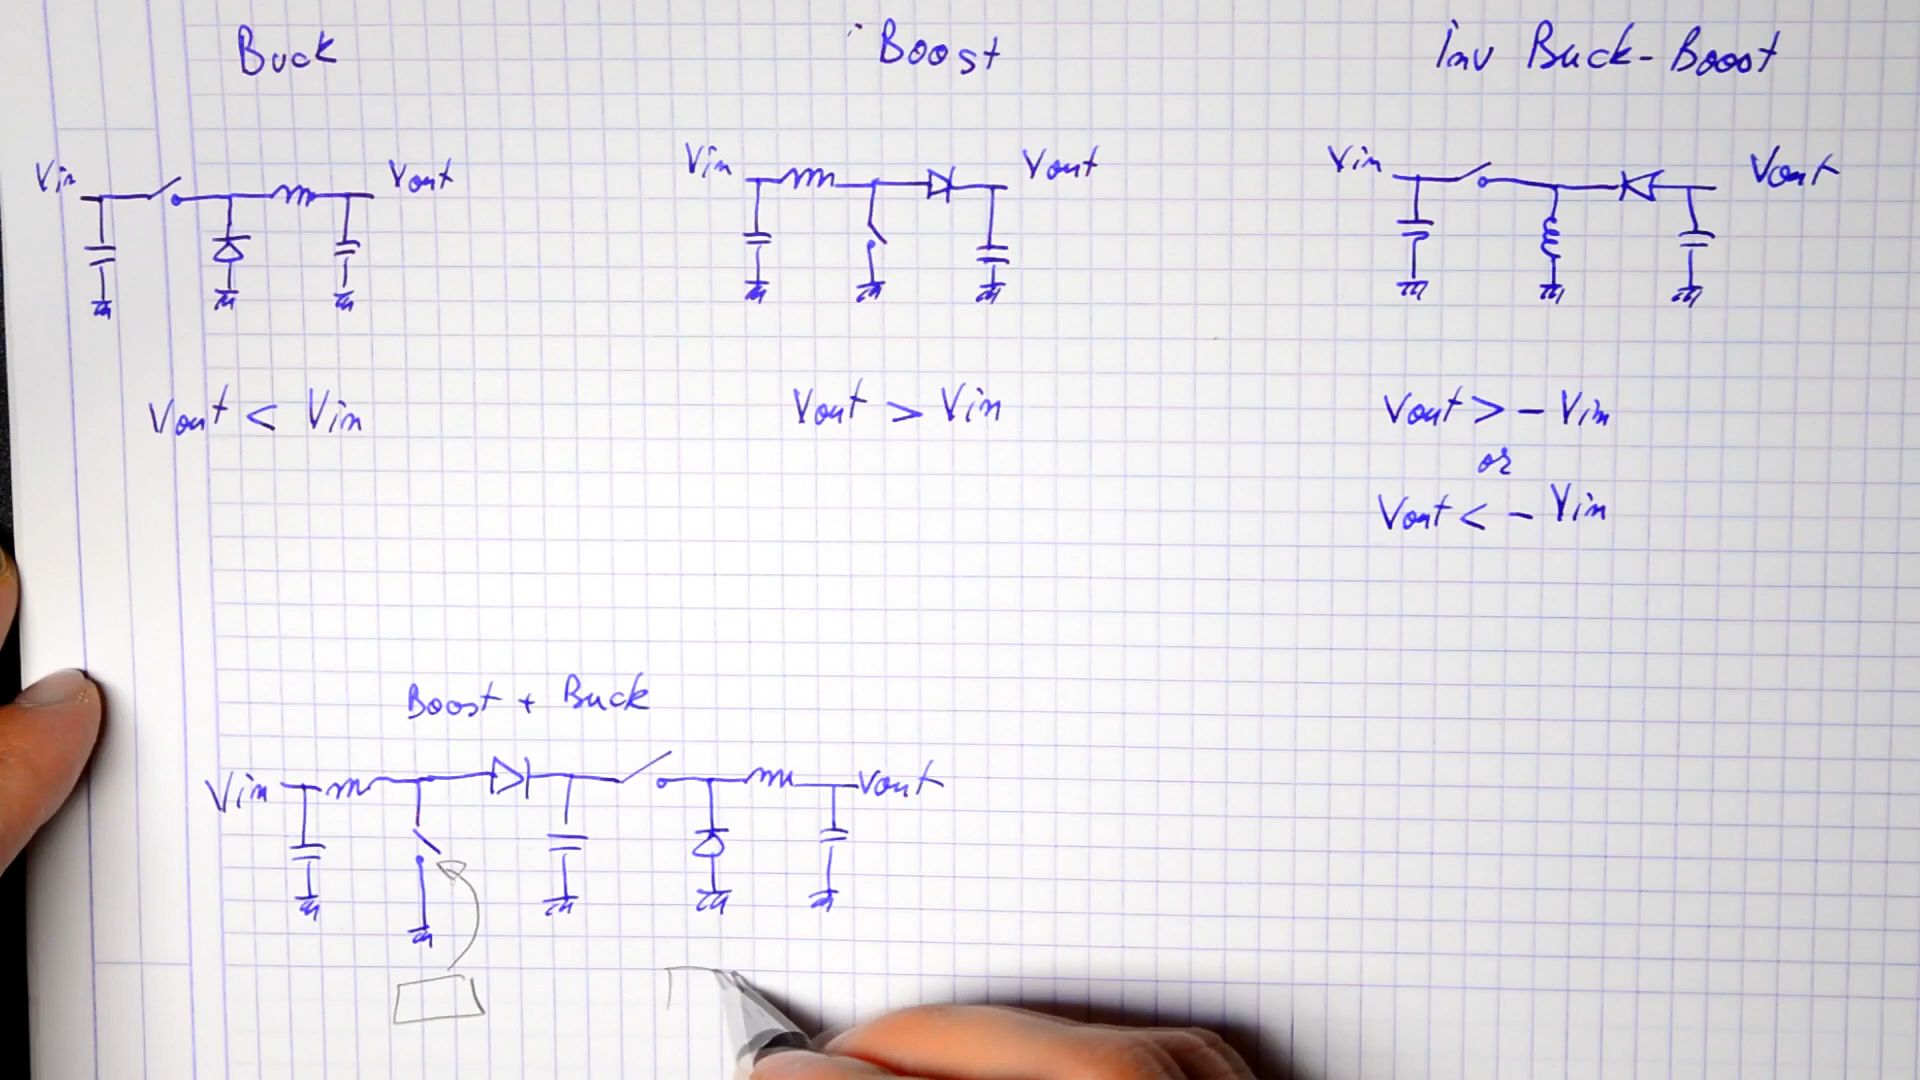 Buck
Boost
inv Buck-Boost
Vin
Vout
Vin
Vout
Vin
Vout
Vout < Vin
Vout > Vin
Vout > - Vin
or
Vout < - Vin
Boost + Buck
Vin
Vout